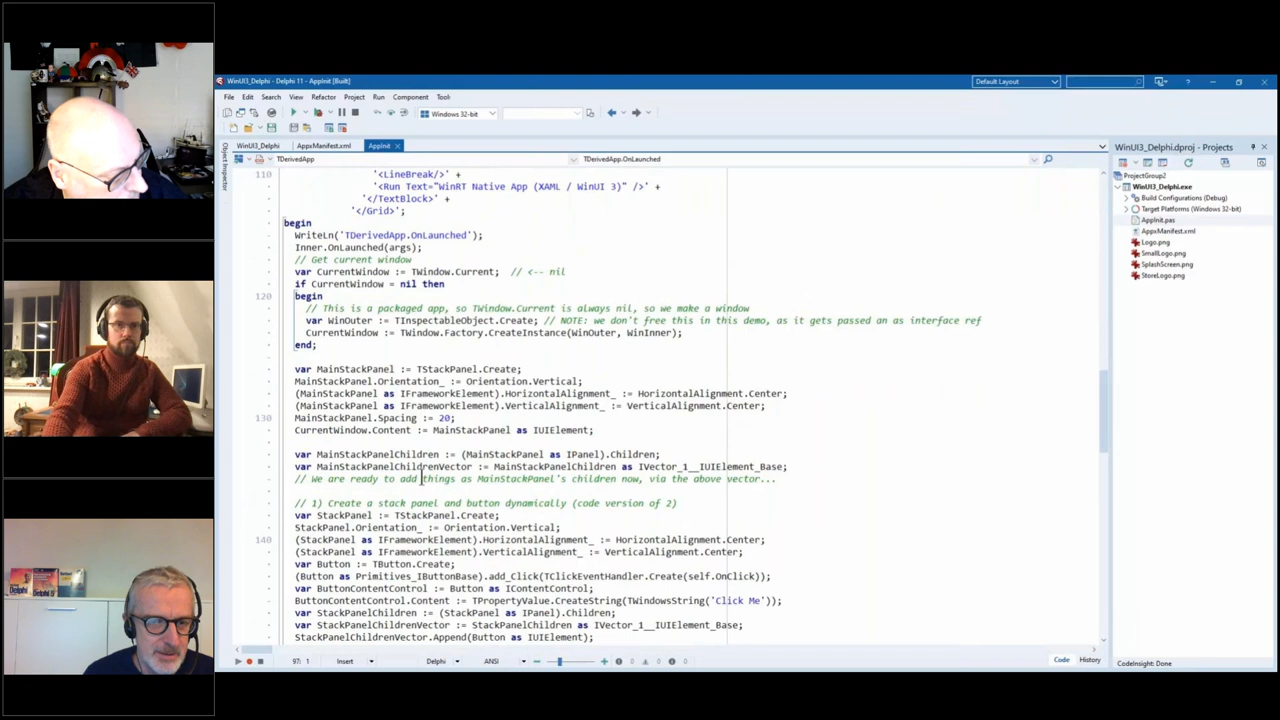 WinUI3_Delphi - Delphi 11 - AppInit [Built]
Default Layout
File Edit Search View Refactor Project Run Component Tools
Windows 32-bit
WinUI3_Delphi AppxManifest.xml AppInit
TDerivedApp TDerivedApp.OnLaunched
Object Inspector
110 '<LineBreak/>' +
'<Run Text="WinRT Native App (XAML / WinUI 3)" />' +
'</TextBlock>' +
'</Grid>';
begin
WriteLn('TDerivedApp.OnLaunched');
Inner.OnLaunched(args);
// Get current window
var CurrentWindow := TWindow.Current; // <-- nil
if CurrentWindow = nil then
120 begin
// This is a packaged app, so TWindow.Current is always nil, so we make a window
var WinOuter := TInspectableObject.Create; // NOTE: we don't free this in this demo, as it gets passed an as interface ref
CurrentWindow := TWindow.Factory.CreateInstance(WinOuter, WinInner);
end;
var MainStackPanel := TStackPanel.Create;
MainStackPanel.Orientation_ := Orientation.Vertical;
(MainStackPanel as IFrameworkElement).HorizontalAlignment_ := HorizontalAlignment.Center;
(MainStackPanel as IFrameworkElement).VerticalAlignment_ := VerticalAlignment.Center;
130 MainStackPanel.Spacing := 20;
CurrentWindow.Content := MainStackPanel as IUIElement;
var MainStackPanelChildren := (MainStackPanel as IPanel).Children;
var MainStackPanelChildrenVector := MainStackPanelChildren as IVector_1__IUIElement_Base;
// We are ready to add things as MainStackPanel's children now, via the above vector...
// 1) Create a stack panel and button dynamically (code version of 2)
var StackPanel := TStackPanel.Create;
StackPanel.Orientation_ := Orientation.Vertical;
140 (StackPanel as IFrameworkElement).HorizontalAlignment_ := HorizontalAlignment.Center;
(StackPanel as IFrameworkElement).VerticalAlignment_ := VerticalAlignment.Center;
var Button := TButton.Create;
(Button as Primitives_IButtonBase).add_Click(TClickEventHandler.Create(self.OnClick));
var ButtonContentControl := Button as IContentControl;
ButtonContentControl.Content := TPropertyValue.CreateString(TWindowsString('Click Me'));
var StackPanelChildren := (StackPanel as IPanel).Children;
var StackPanelChildrenVector := StackPanelChildren as IVector_1__IUIElement_Base;
StackPanelChildrenVector.Append(Button as IUIElement);
97: 1 Insert Delphi ANSI 0 0 0 Code History
WinUI3_Delphi.dproj - Projects
ProjectGroup2
WinUI3_Delphi.exe
Build Configurations (Debug)
Target Platforms (Windows 32-bit)
AppInit.pas
AppxManifest.xml
Logo.png
SmallLogo.png
SplashScreen.png
StoreLogo.png
CodeInsight: Done
Delphi